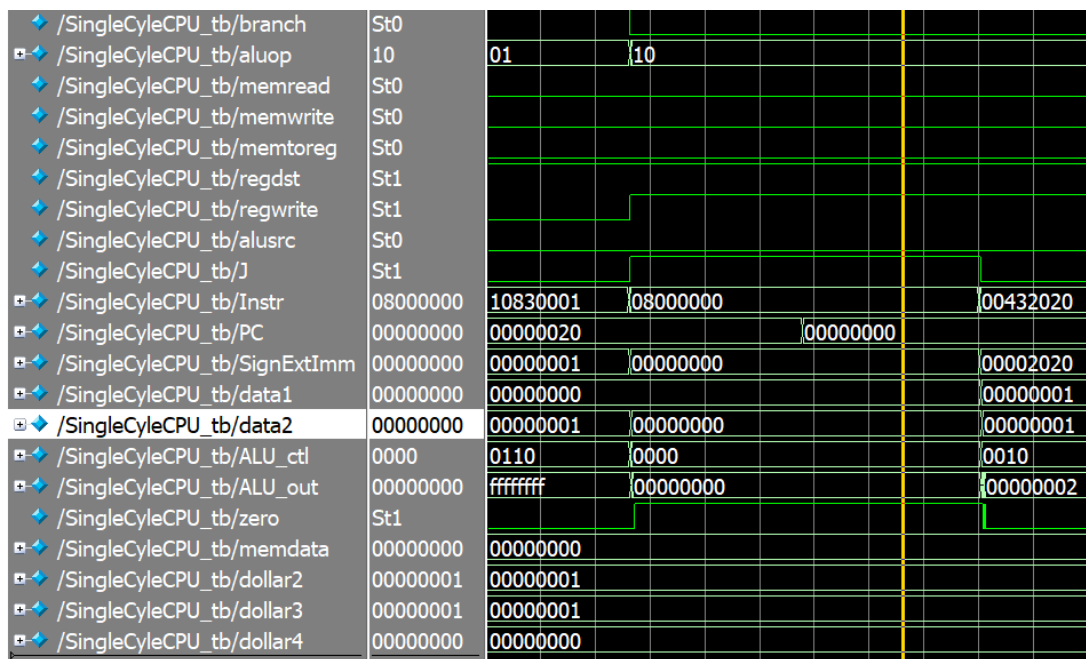 /SingleCyleCPU_tb/branch St0
/SingleCyleCPU_tb/aluop 10 01 10
/SingleCyleCPU_tb/memread St0
/SingleCyleCPU_tb/memwrite St0
/SingleCyleCPU_tb/memtoreg St0
/SingleCyleCPU_tb/regdst St1
/SingleCyleCPU_tb/regwrite St1
/SingleCyleCPU_tb/alusrc St0
/SingleCyleCPU_tb/J St1
/SingleCyleCPU_tb/Instr 08000000 10830001 08000000 00432020
/SingleCyleCPU_tb/PC 00000000 00000020 00000000
/SingleCyleCPU_tb/SignExtImm 00000000 00000001 00000000 00002020
/SingleCyleCPU_tb/data1 00000000 00000000 00000001
/SingleCyleCPU_tb/data2 00000000 00000001 00000000 00000001
/SingleCyleCPU_tb/ALU_ctl 0000 0110 0000 0010
/SingleCyleCPU_tb/ALU_out 00000000 ffffffff 00000000 00000002
/SingleCyleCPU_tb/zero St1
/SingleCyleCPU_tb/memdata 00000000 00000000
/SingleCyleCPU_tb/dollar2 00000001 00000001
/SingleCyleCPU_tb/dollar3 00000001 00000001
/SingleCyleCPU_tb/dollar4 00000000 00000000